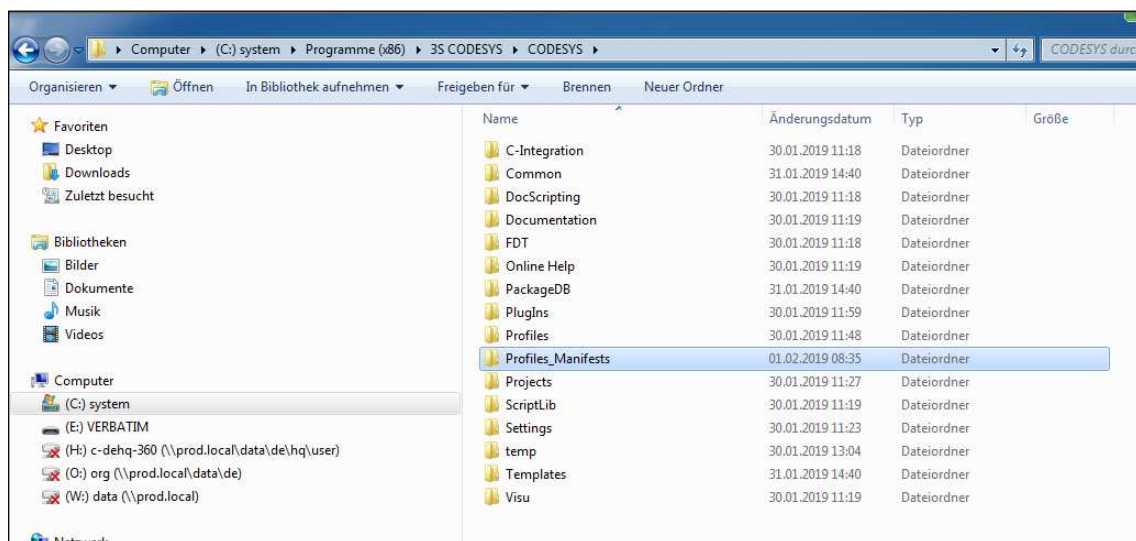 Computer ▸ (C:) system ▸ Programme (x86) ▸ 3S CODESYS ▸ CODESYS ▸ CODESYS
Organisieren Öffnen In Bibliothek aufnehmen Freigeben für Brennen Neuer Ordner
Name Änderungsdatum Typ Größe
Favoriten
Desktop
Downloads
Zuletzt besucht
Bibliotheken
Bilder
Dokumente
Musik
Videos
Computer
(C:) system
(E:) VERBATIM
(H:) c-dehq-360 (\\prod.local\data\de\hq\user)
(O:) org (\\prod.local\data\de)
(W:) data (\\prod.local)
C-Integration 30.01.2019 11:18 Dateiordner
Common 31.01.2019 14:40 Dateiordner
DocScripting 30.01.2019 11:18 Dateiordner
Documentation 30.01.2019 11:19 Dateiordner
FDT 30.01.2019 11:18 Dateiordner
Online Help 30.01.2019 11:19 Dateiordner
PackageDB 31.01.2019 14:40 Dateiordner
PlugIns 30.01.2019 11:59 Dateiordner
Profiles 30.01.2019 11:48 Dateiordner
Profiles_Manifests 01.02.2019 08:35 Dateiordner
Projects 30.01.2019 11:27 Dateiordner
ScriptLib 30.01.2019 11:19 Dateiordner
Settings 30.01.2019 11:23 Dateiordner
temp 30.01.2019 13:04 Dateiordner
Templates 31.01.2019 14:40 Dateiordner
Visu 30.01.2019 11:19 Dateiordner